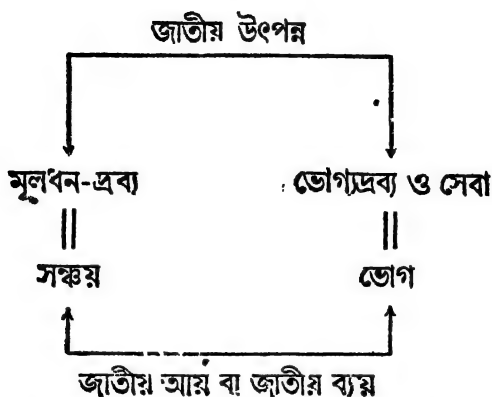 জাতীয় উৎপন্ন
মূলধন-দ্রব্য ভোগ্যদ্রব্য ও সেবা
|| ||
সঞ্চয় ভোগ
জাতীয় আয় বা জাতীয় ব্যয়